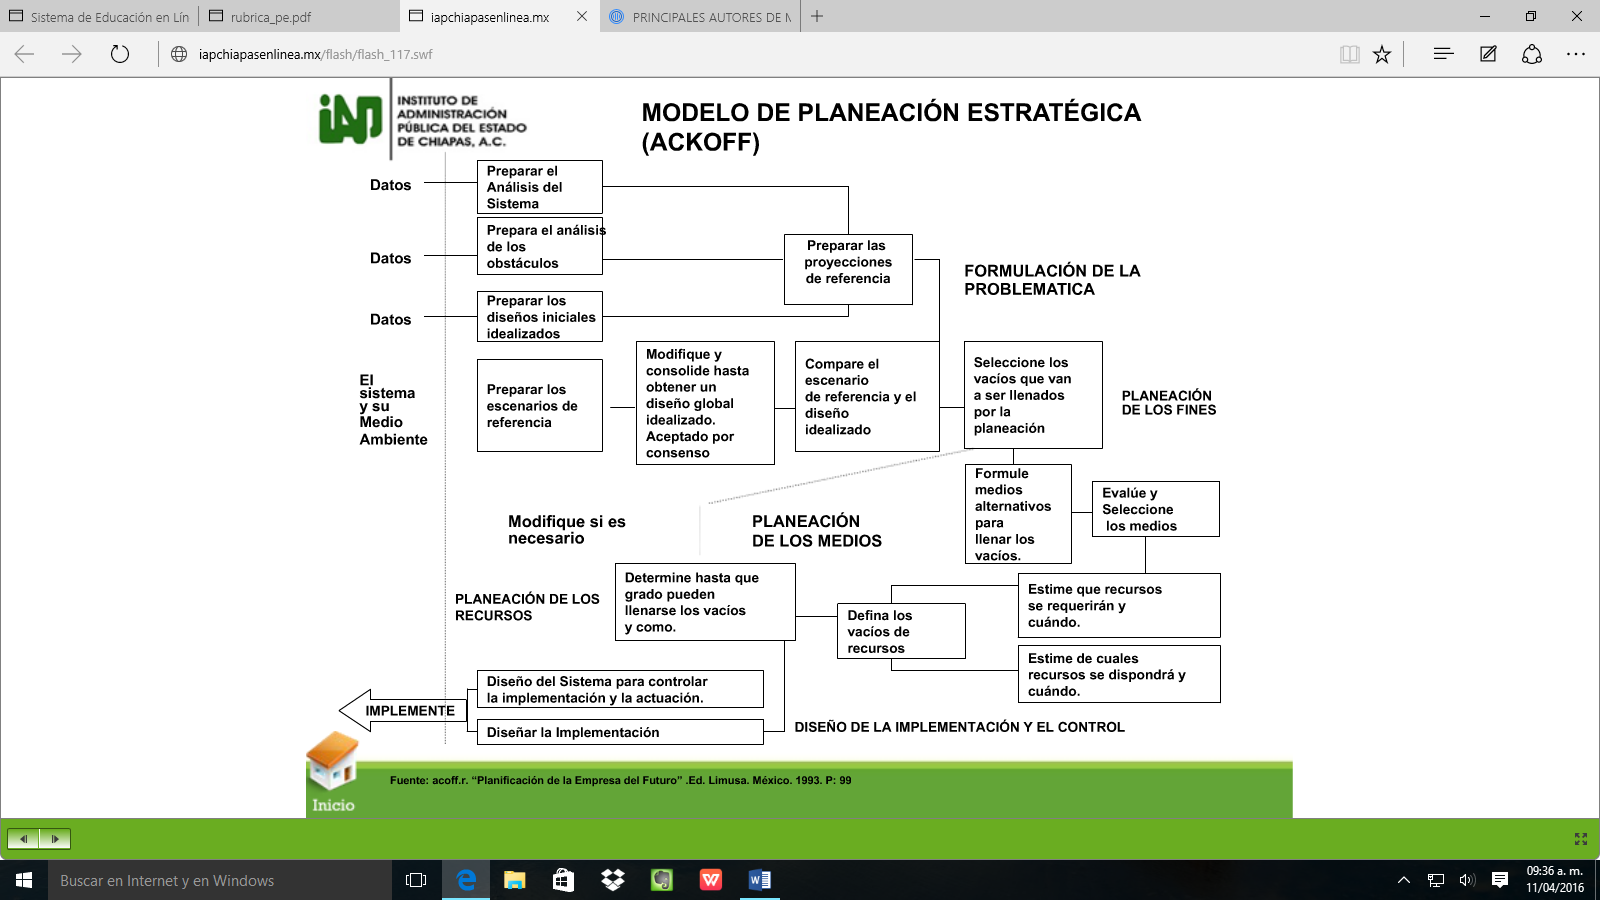 Sistema de Educación en Lín
rubrica_pe.pdf
iapchiapasenlinea.mx
PRINCIPALES AUTORES DE M
iapchiapasenlinea.mx/flash/flash_117.swf
INSTITUTO DE
ADMINISTRACIÓN
PÚBLICA DEL ESTADO
DE CHIAPAS, A.C.
MODELO DE PLANEACIÓN ESTRATÉGICA
(ACKOFF)
Datos
Preparar el
Análisis del
Sistema
Datos
Prepara el análisis
de los
obstáculos
Preparar las
proyecciones
de referencia
FORMULACIÓN DE LA
PROBLEMATICA
Datos
Preparar los
diseños iniciales
idealizados
El
sistema
y su
Medio
Ambiente
Preparar los
escenarios de
referencia
Modifique y
consolide hasta
obtener un
diseño global
idealizado.
Aceptado por
consenso
Compare el
escenario
de referencia y el
diseño
idealizado
Seleccione los
vacíos que van
a ser llenados
por la
planeación
PLANEACIÓN
DE LOS FINES
Formule
medios
alternativos
para
llenar los
vacíos.
Evalúe y
Seleccione
los medios
Modifique si es
necesario
PLANEACIÓN
DE LOS MEDIOS
PLANEACIÓN DE LOS
RECURSOS
Determine hasta que
grado pueden
llenarse los vacíos
y como.
Defina los
vacíos de
recursos
Estime que recursos
se requerirán y
cuándo.
Estime de cuales
recursos se dispondrá y
cuándo.
IMPLEMENTE
Diseño del Sistema para controlar
la implementación y la actuación.
Diseñar la Implementación
DISEÑO DE LA IMPLEMENTACIÓN Y EL CONTROL
Inicio
Fuente: acoff.r. “Planificación de la Empresa del Futuro” .Ed. Limusa. México. 1993. P: 99
Buscar en Internet y en Windows
09:36 a. m.
11/04/2016